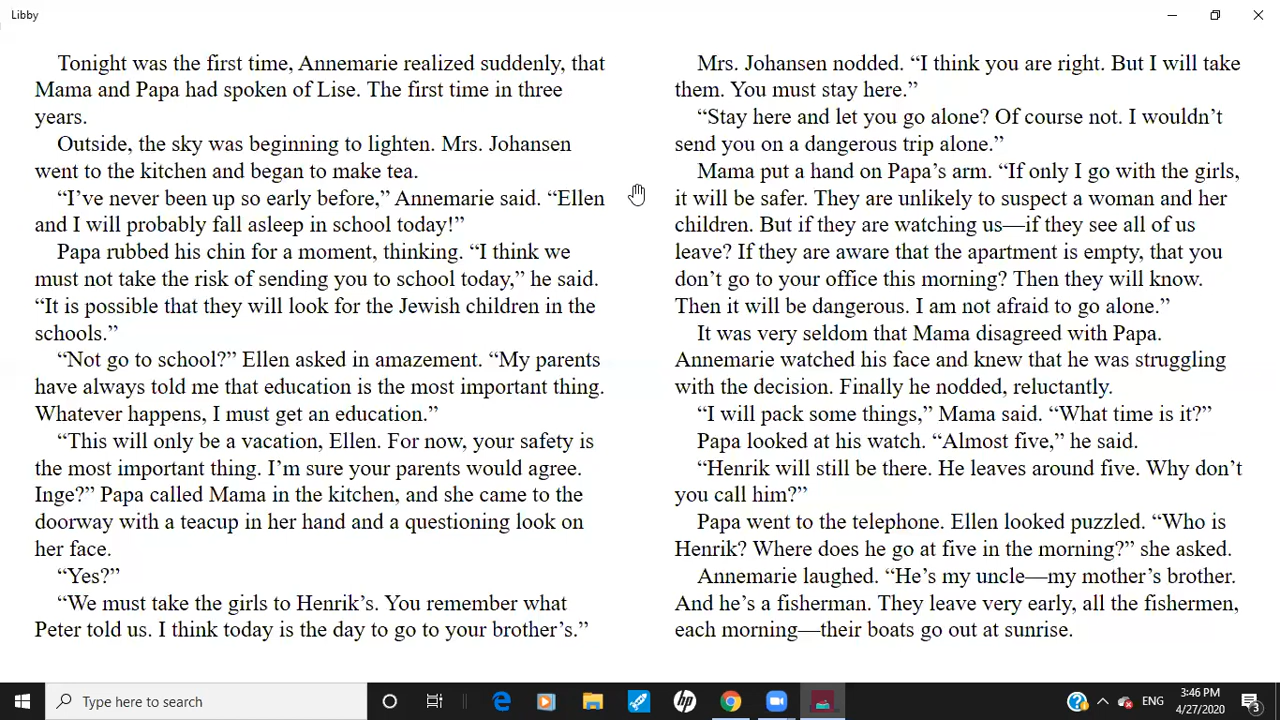 Libby
Tonight was the first time, Annemarie realized suddenly, that
Mama and Papa had spoken of Lise. The first time in three
years.
Outside, the sky was beginning to lighten. Mrs. Johansen
went to the kitchen and began to make tea.
“I’ve never been up so early before,” Annemarie said. “Ellen
and I will probably fall asleep in school today!”
Papa rubbed his chin for a moment, thinking. “I think we
must not take the risk of sending you to school today,” he said.
“It is possible that they will look for the Jewish children in the
schools.”
“Not go to school?” Ellen asked in amazement. “My parents
have always told me that education is the most important thing.
Whatever happens, I must get an education.”
“This will only be a vacation, Ellen. For now, your safety is
the most important thing. I’m sure your parents would agree.
Inge?” Papa called Mama in the kitchen, and she came to the
doorway with a teacup in her hand and a questioning look on
her face.
“Yes?”
“We must take the girls to Henrik’s. You remember what
Peter told us. I think today is the day to go to your brother’s.”
Mrs. Johansen nodded. “I think you are right. But I will take
them. You must stay here.”
“Stay here and let you go alone? Of course not. I wouldn’t
send you on a dangerous trip alone.”
Mama put a hand on Papa’s arm. “If only I go with the girls,
it will be safer. They are unlikely to suspect a woman and her
children. But if they are watching us—if they see all of us
leave? If they are aware that the apartment is empty, that you
don’t go to your office this morning? Then they will know.
Then it will be dangerous. I am not afraid to go alone.”
It was very seldom that Mama disagreed with Papa.
Annemarie watched his face and knew that he was struggling
with the decision. Finally he nodded, reluctantly.
“I will pack some things,” Mama said. “What time is it?”
Papa looked at his watch. “Almost five,” he said.
“Henrik will still be there. He leaves around five. Why don’t
you call him?”
Papa went to the telephone. Ellen looked puzzled. “Who is
Henrik? Where does he go at five in the morning?” she asked.
Annemarie laughed. “He’s my uncle—my mother’s brother.
And he’s a fisherman. They leave very early, all the fishermen,
each morning—their boats go out at sunrise.
Type here to search
hp
ENG
3:46 PM
4/27/2020
3